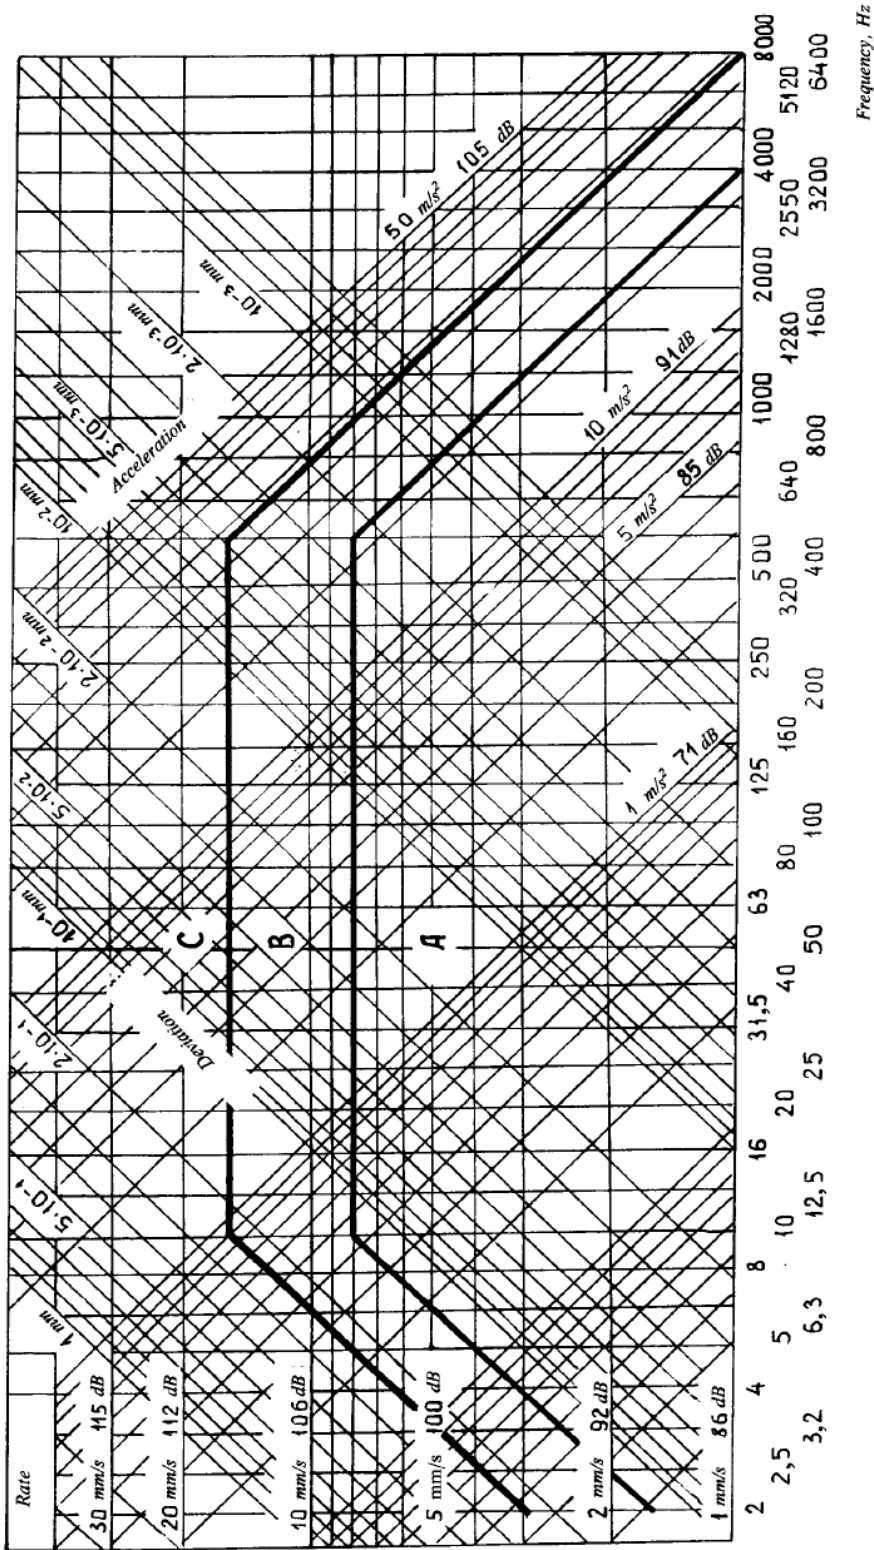 Rate
30 mm/s 115 dB
20 mm/s 112 dB
10 mm/s 106 dB
5 mm/s 100 dB
2 mm/s 92 dB
1 mm/s 86 dB
1 mm
5·10-1
2·10-1
10-1 mm
5·10-2
2·10-2 mm
10-2 mm
5·10-3 mm
2·10-3 mm
10-3 mm
Deviation
Acceleration
C
B
A
50 m/s² 105 dB
10 m/s² 91 dB
5 m/s² 85 dB
1 m/s² 71 dB
2 4 5 8 10 16 20 31,5 40 63 80 125 160 250 320 500 640 1000 1280 2000 2550 4000 5120 8000
2,5 3,2 6,3 12,5 25 50 100 200 400 800 1600 3200 6400
Frequency, Hz